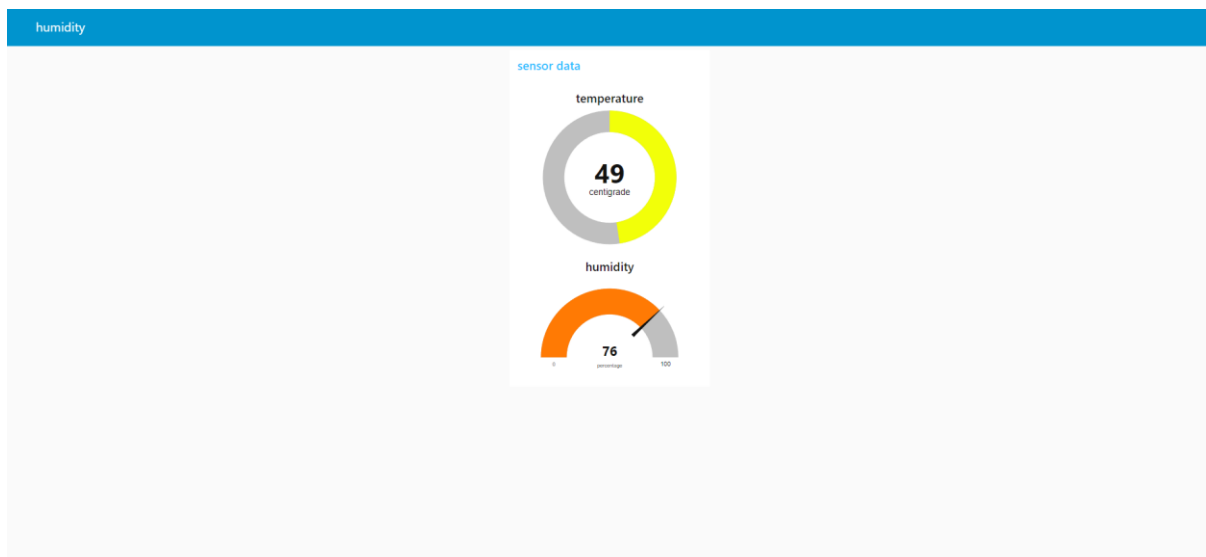 humidity
sensor data
temperature
49
centigrade
humidity
76
0
percentage
100